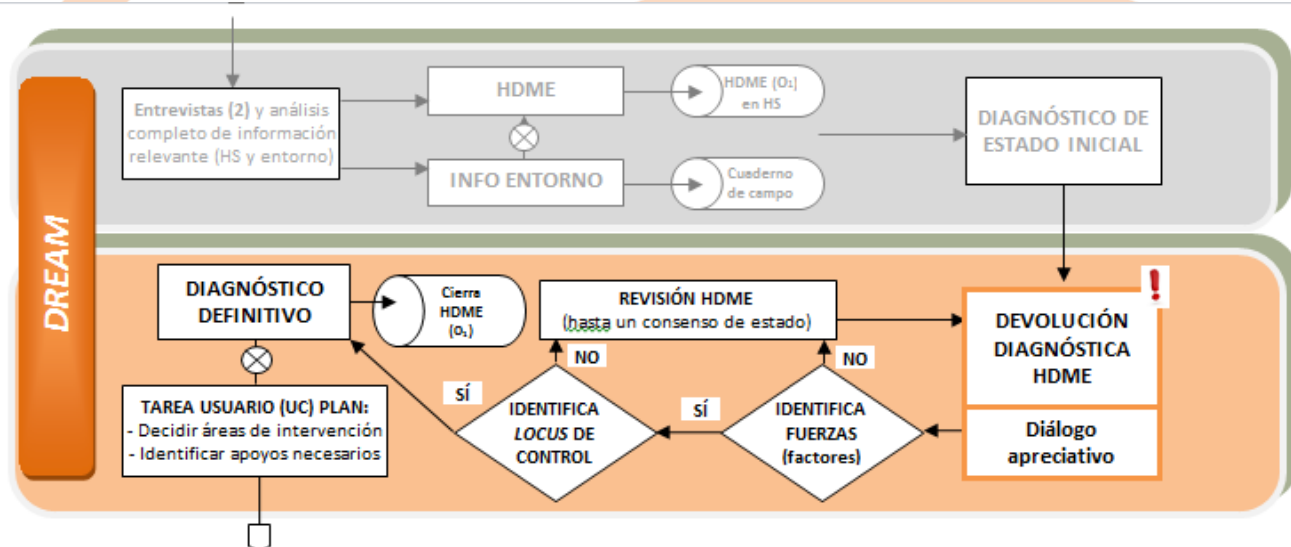 DREAM
Entrevistas (2) y análisis
completo de información
relevante (HS y entorno)
HDME
HDME (O₁)
en HS
INFO ENTORNO
Cuaderno
de campo
DIAGNÓSTICO DE
ESTADO INICIAL
DIAGNÓSTICO
DEFINITIVO
Cierra
HDME
(O₁)
REVISIÓN HDME
(hasta un consenso de estado)
!
DEVOLUCIÓN
DIAGNÓSTICA
HDME
Diálogo
apreciativo
NO
NO
SÍ
SÍ
IDENTIFICA
LOCUS DE
CONTROL
IDENTIFICA
FUERZAS
(factores)
TAREA USUARIO (UC) PLAN:
- Decidir áreas de intervención
- Identificar apoyos necesarios